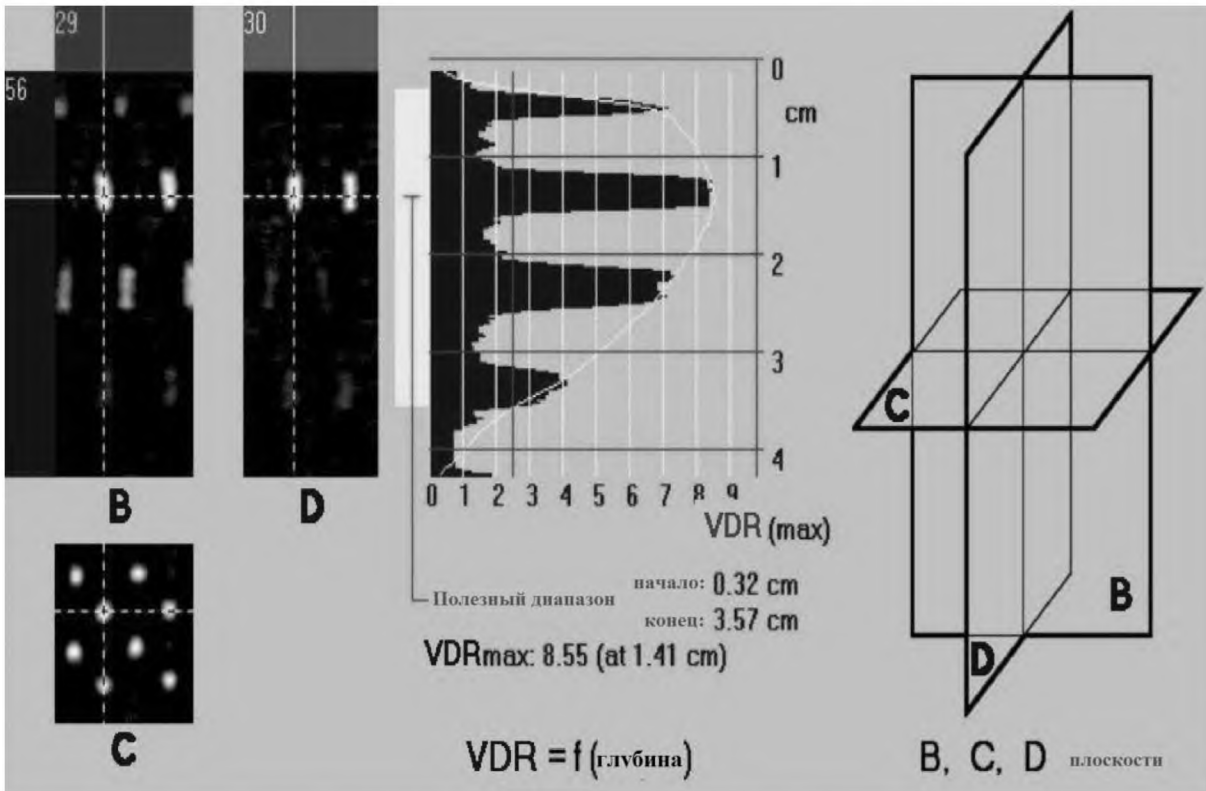 29
30
56
0
cm
1
2
3
4
0 1 2 3 4 5 6 7 8 9
VDR (max)
B
D
Полезный диапазон
начало: 0.32 cm
конец: 3.57 cm
VDRmax: 8.55 (at 1.41 cm)
C
VDR = f (глубина)
C
B
D
B, C, D плоскости